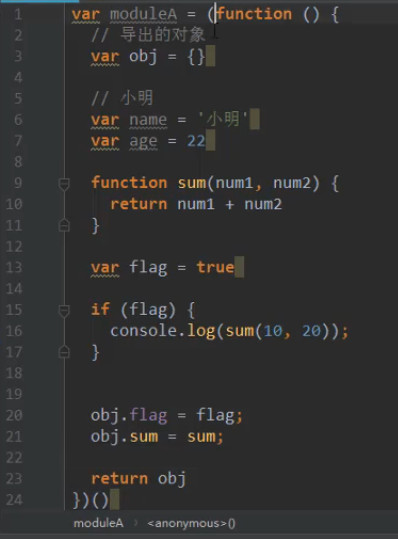 1 var moduleA = (function () {
2 // 导出的对象
3 var obj = {}
4
5 // 小明
6 var name = '小明'
7 var age = 22
8
9 function sum(num1, num2) {
10 return num1 + num2
11 }
12
13 var flag = true
14
15 if (flag) {
16 console.log(sum(10, 20));
17 }
18
19
20 obj.flag = flag;
21 obj.sum = sum;
22
23 return obj
24 })()
moduleA › <anonymous>()